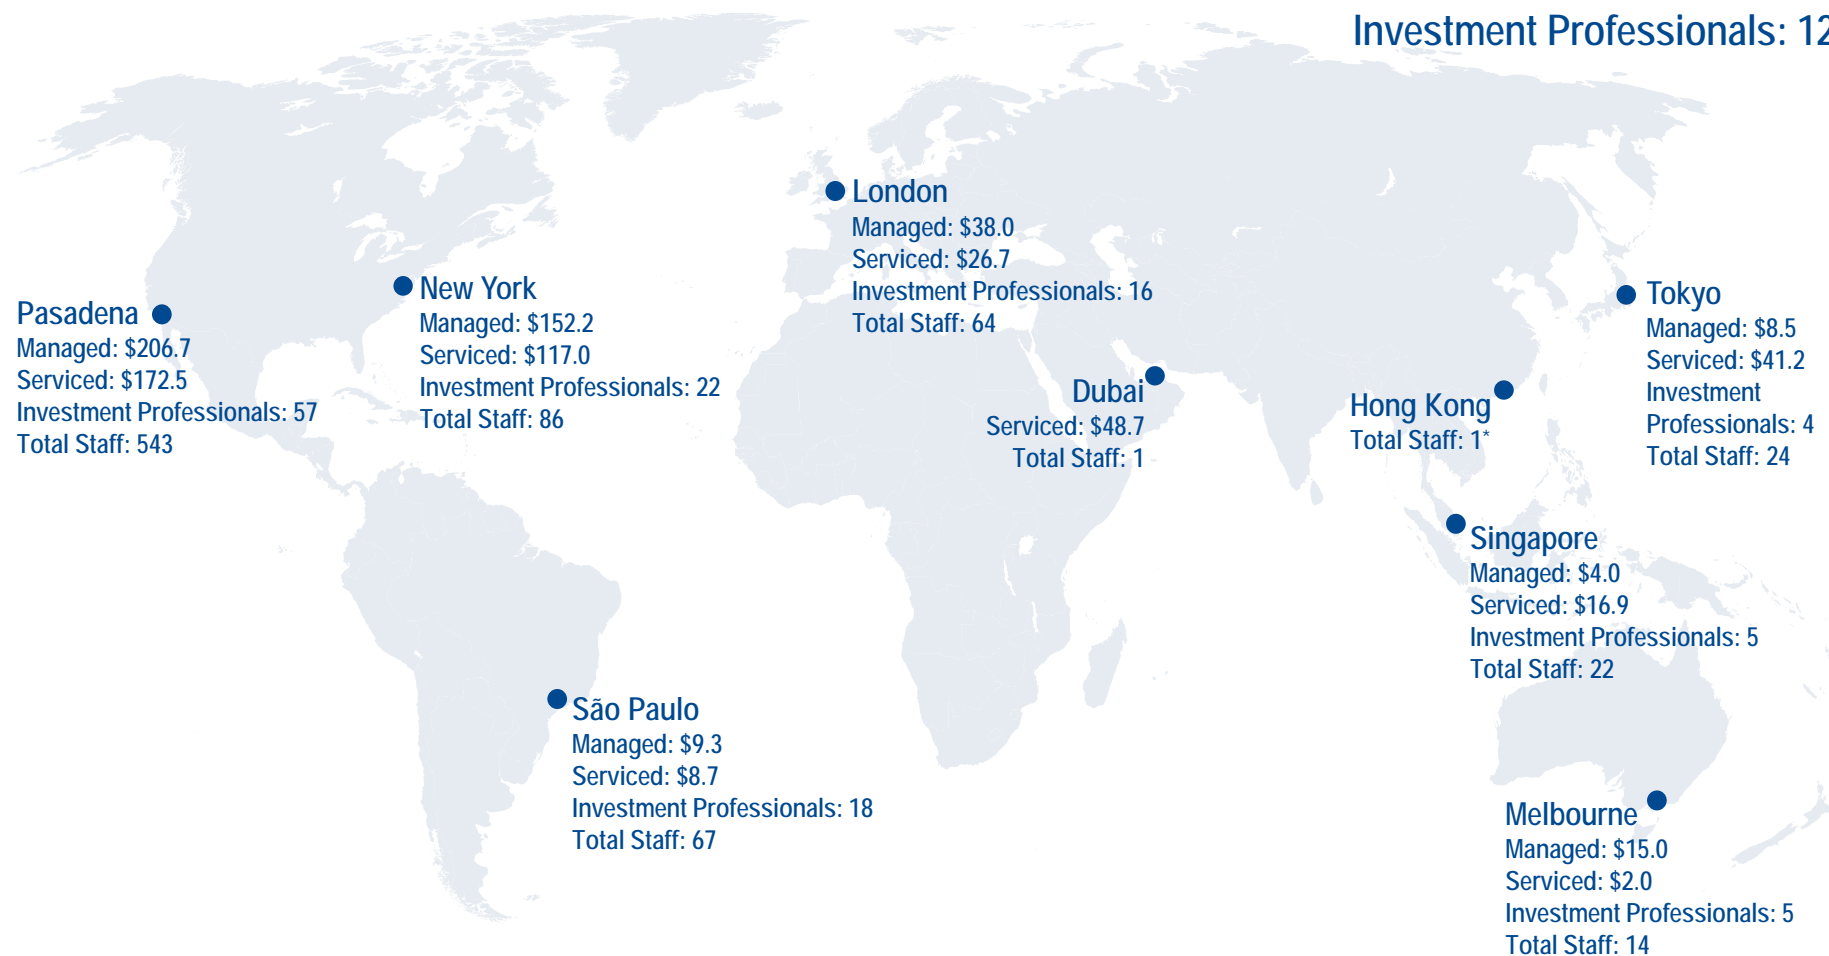 Investment Professionals: 12
London
Managed: $38.0
Serviced: $26.7
Investment Professionals: 16
Total Staff: 64
New York
Managed: $152.2
Serviced: $117.0
Investment Professionals: 22
Total Staff: 86
Pasadena
Managed: $206.7
Serviced: $172.5
Investment Professionals: 57
Total Staff: 543
Tokyo
Managed: $8.5
Serviced: $41.2
Investment
Professionals: 4
Total Staff: 24
Dubai
Serviced: $48.7
Total Staff: 1
Hong Kong
Total Staff: 1*
Singapore
Managed: $4.0
Serviced: $16.9
Investment Professionals: 5
Total Staff: 22
São Paulo
Managed: $9.3
Serviced: $8.7
Investment Professionals: 18
Total Staff: 67
Melbourne
Managed: $15.0
Serviced: $2.0
Investment Professionals: 5
Total Staff: 14